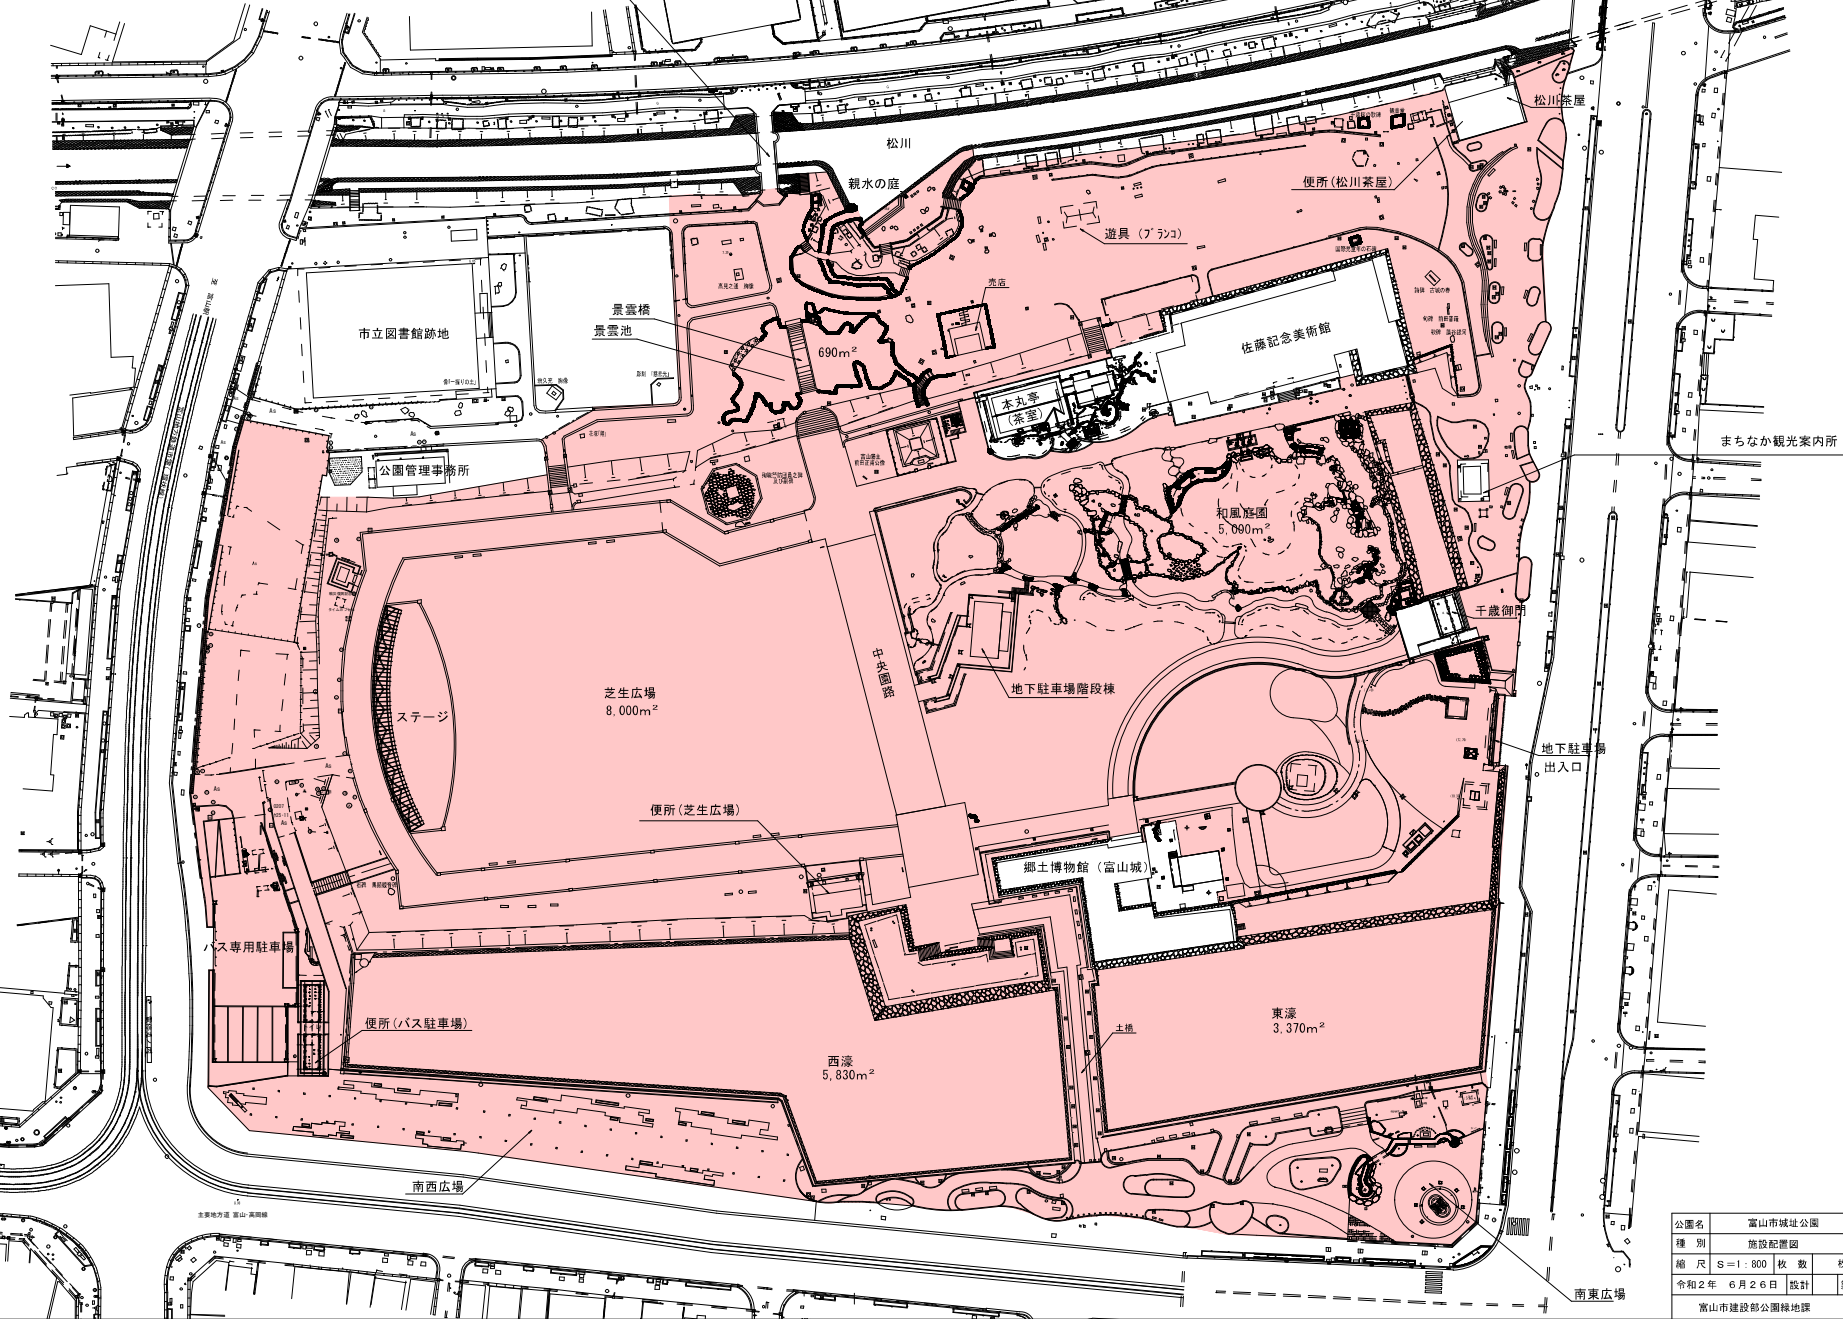 松川
親水の庭
松川茶屋
便所(松川茶屋)
遊具 (ブランコ)
売店
景雲橋
景雲池
690m²
市立図書館跡地
佐藤記念美術館
本丸亭
(茶室)
まちなか観光案内所
公園管理事務所
和風庭園
5,000m²
千歳御門
中央園路
地下駐車場階段棟
芝生広場
8,000m²
ステージ
地下駐車場
出入口
便所(芝生広場)
郷土博物館(富山城)
バス専用駐車場
便所(バス駐車場)
東濠
3,370m²
土橋
西濠
5,830m²
南西広場
主要地方道 富山・高岡線
南東広場
公園名 富山市城址公園
種 別 施設配置図
縮 尺 S=1:800 枚 数
令和2年 6月26日 設計
富山市建設部公園緑地課